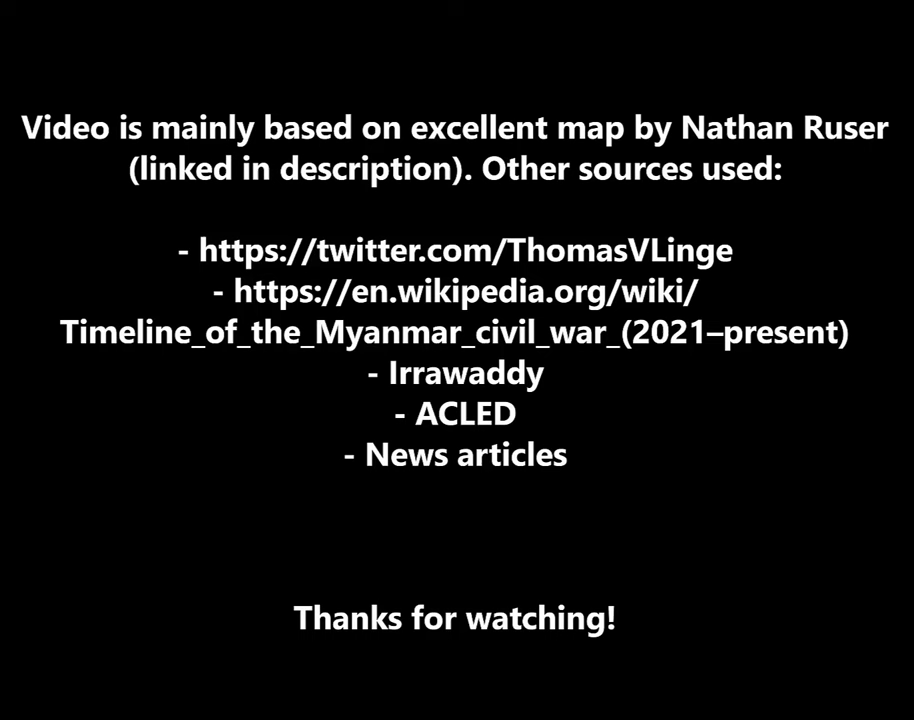 Video is mainly based on excellent map by Nathan Ruser
(linked in description). Other sources used:
- https://twitter.com/ThomasVLinge
- https://en.wikipedia.org/wiki/
Timeline_of_the_Myanmar_civil_war_(2021–present)
- Irrawaddy
- ACLED
- News articles
Thanks for watching!